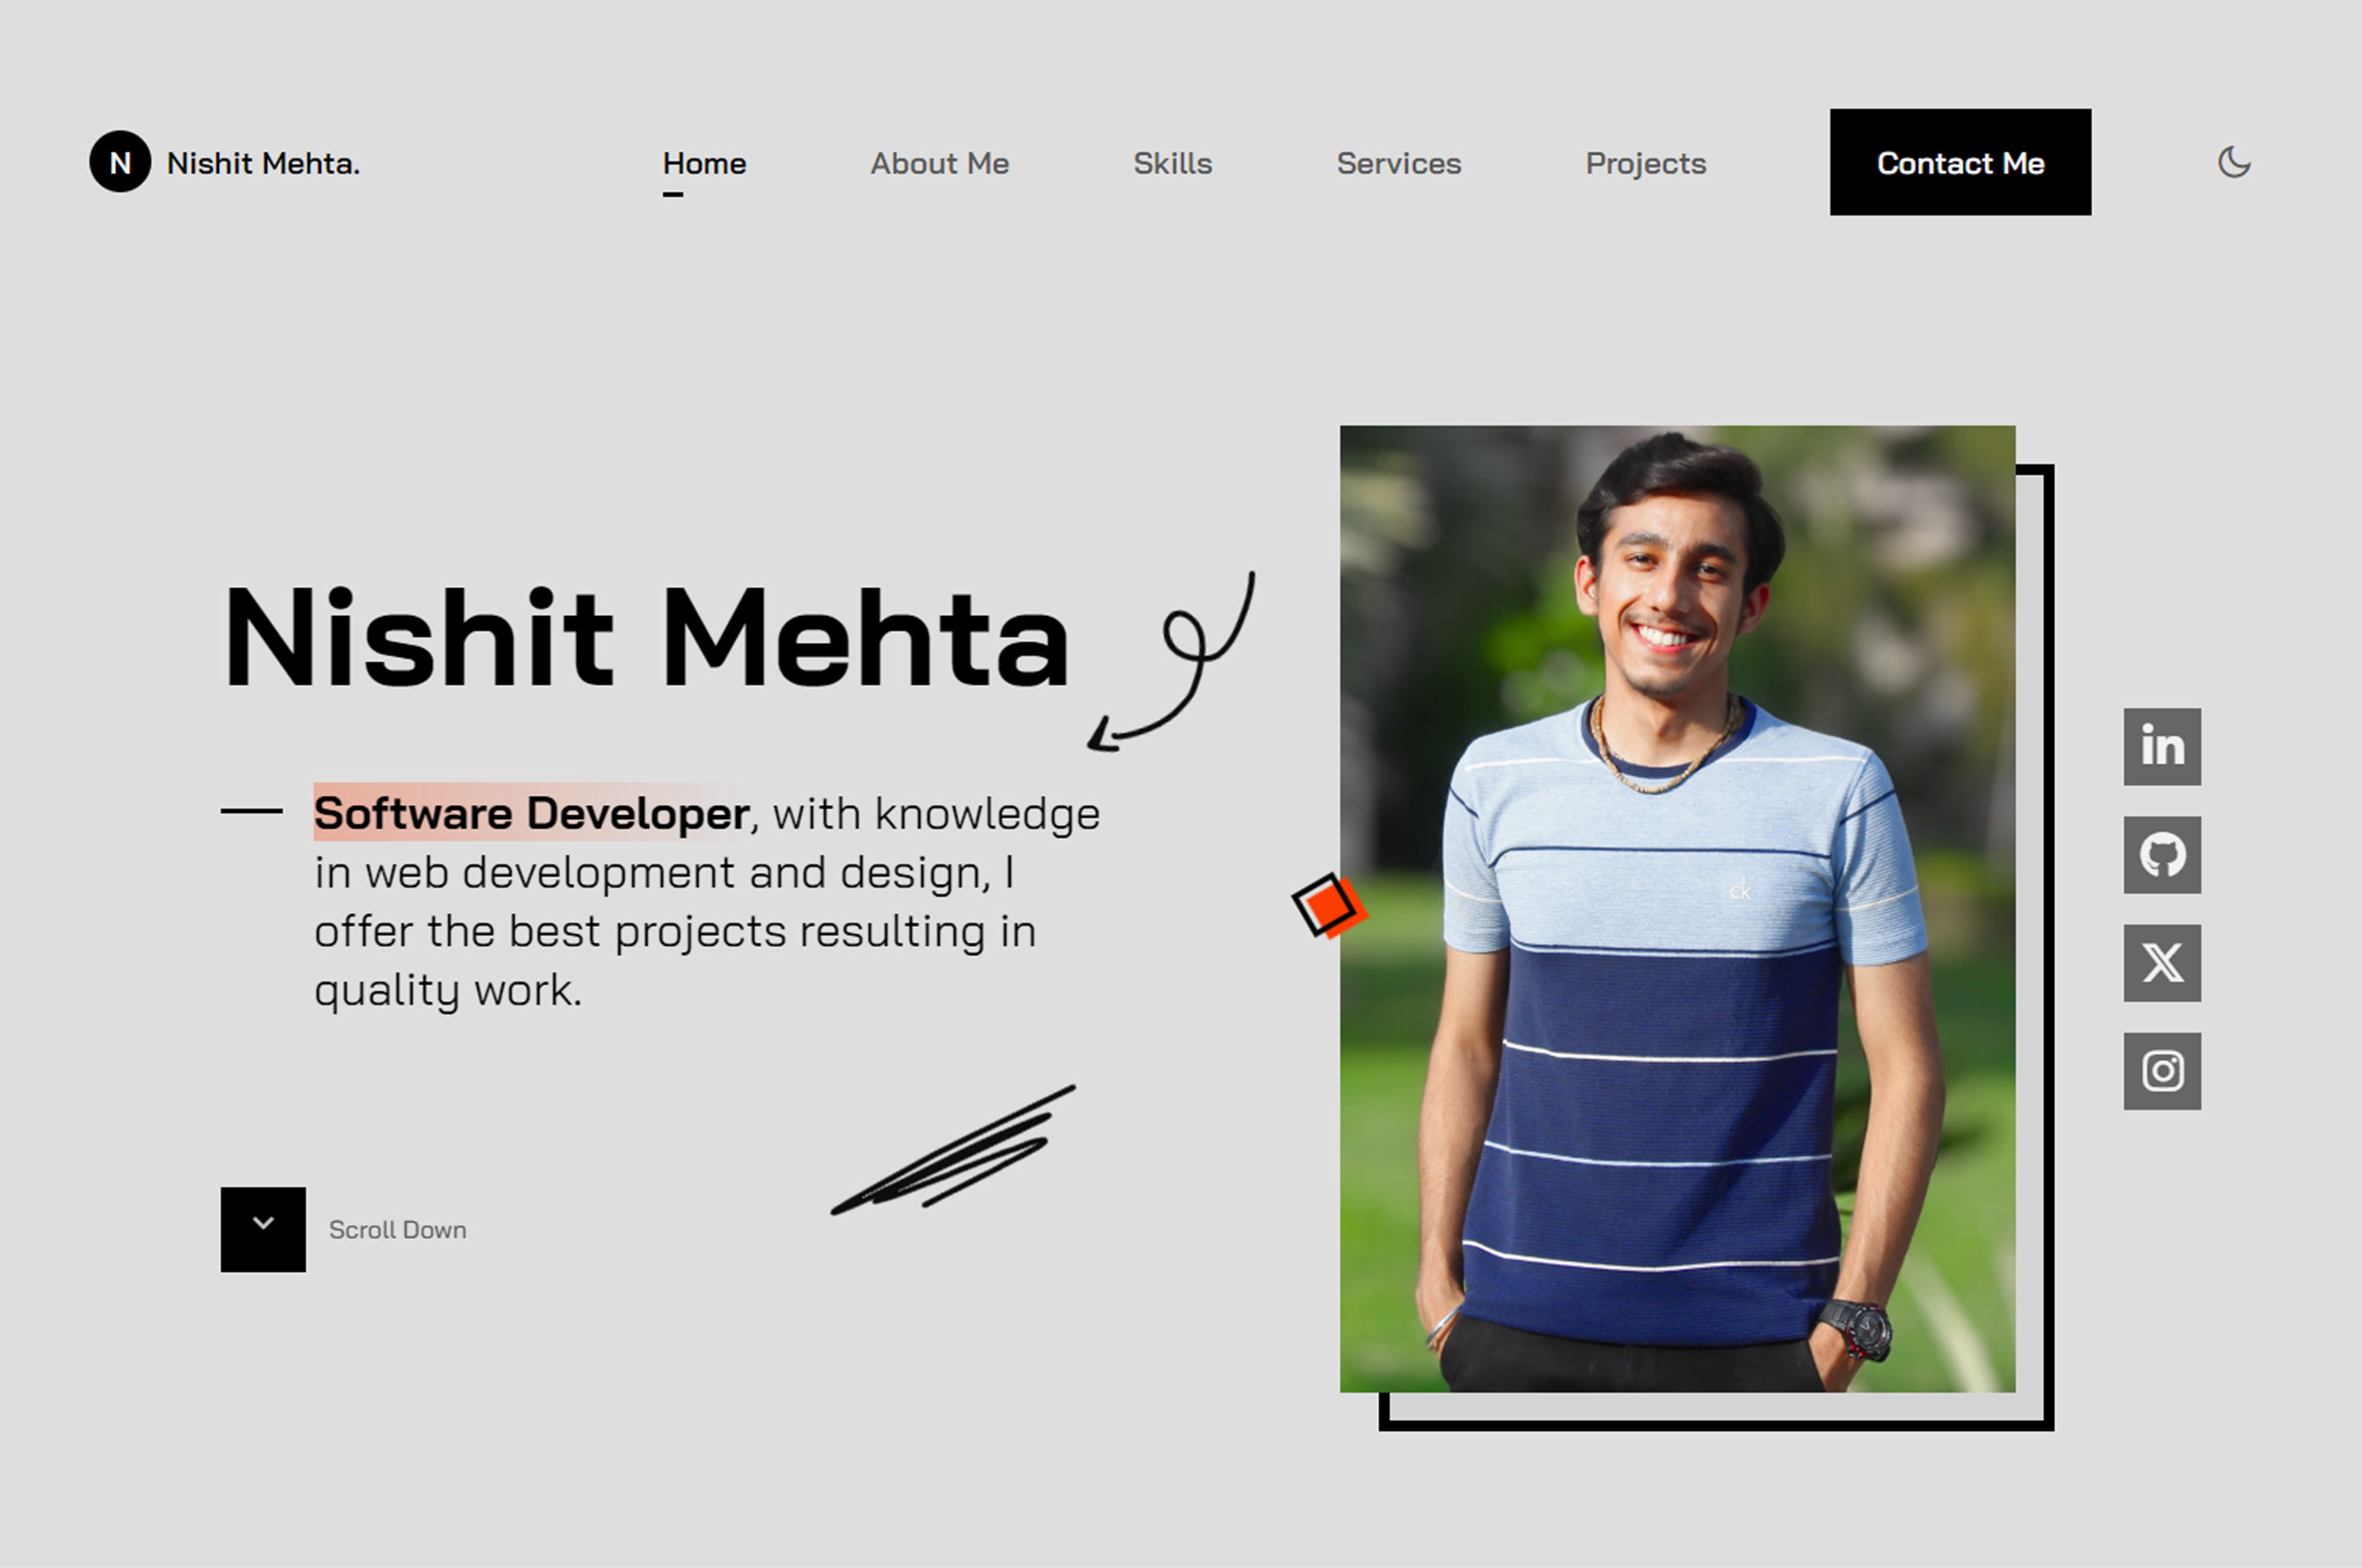 N Nishit Mehta. Home About Me Skills Services Projects Contact Me
Nishit Mehta
Software Developer, with knowledge
in web development and design, I
offer the best projects resulting in
quality work.
Scroll Down
ck
in
X